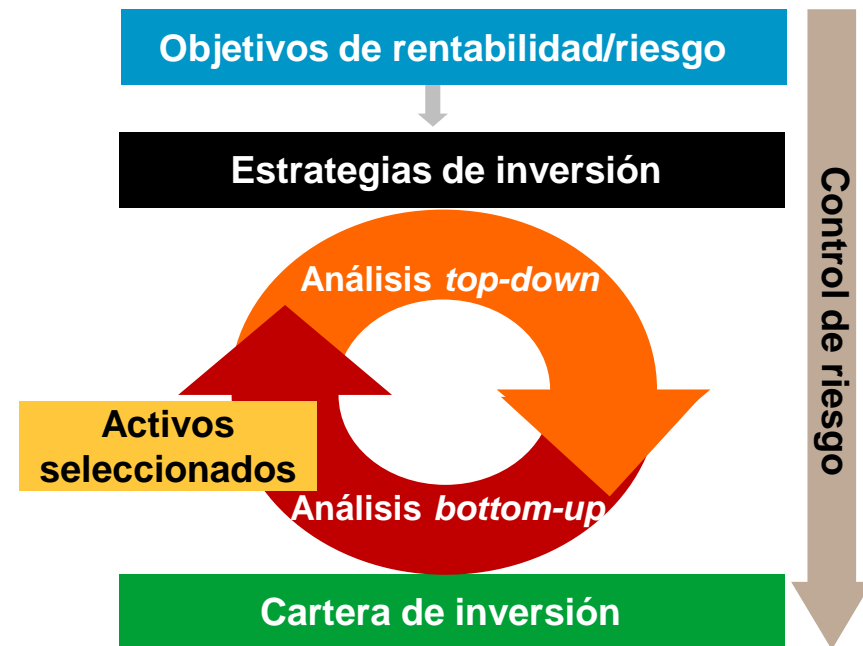 Objetivos de rentabilidad/riesgo
Estrategias de inversión
Análisis top-down
Activos
seleccionados
Análisis bottom-up
Cartera de inversión
Control de riesgo